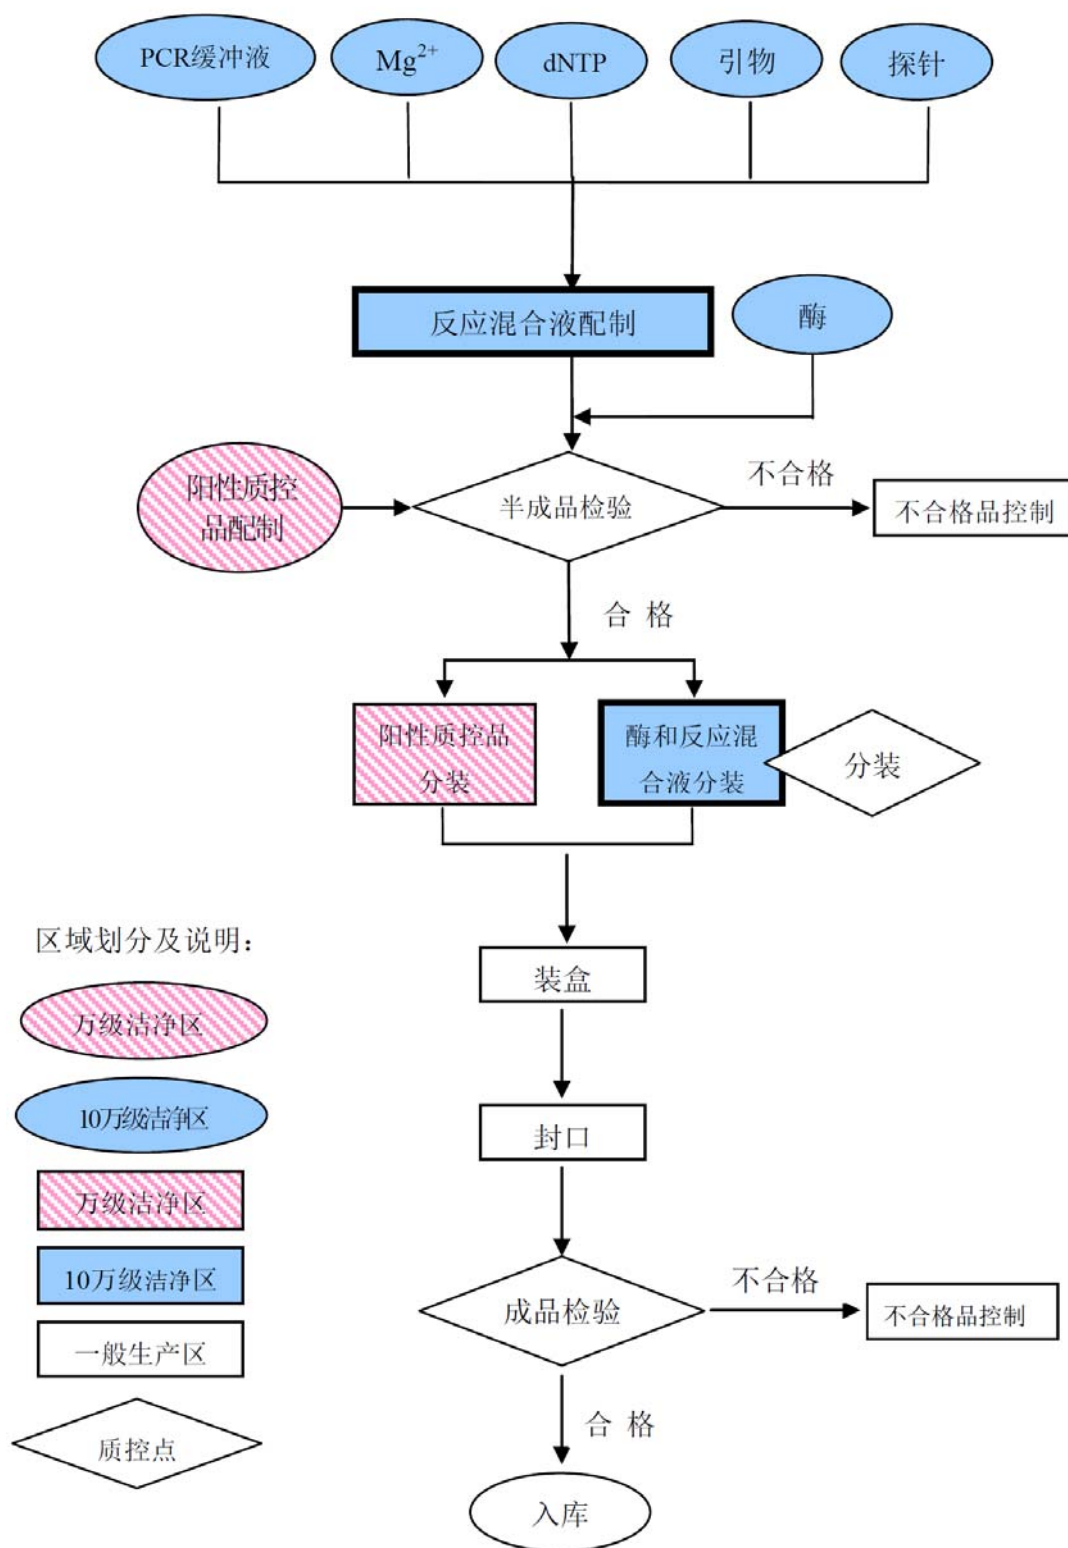 PCR缓冲液
Mg²⁺
dNTP
引物
探针
反应混合液配制
酶
阳性质控
品配制
半成品检验
不合格
不合格品控制
合 格
阳性质控品
分装
酶和反应混
合液分装
分装
区域划分及说明：
装盒
万级洁净区
10万级洁净区
封口
万级洁净区
10万级洁净区
一般生产区
成品检验
不合格
不合格品控制
质控点
合 格
入库